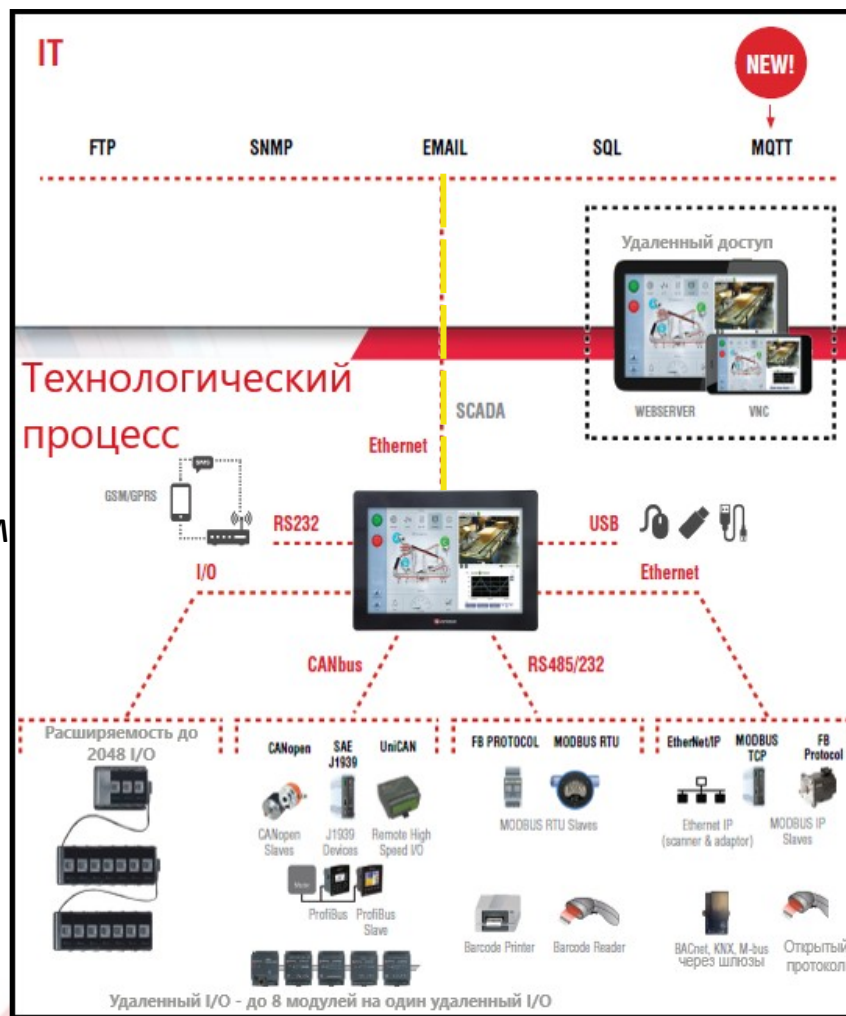 IT
NEW!
FTP
SNMP
EMAIL
SQL
MQTT
Удаленный доступ
WEBSERVER
VNC
Технологический
процесс
SCADA
Ethernet
GSM/GPRS
SMS
RS232
USB
I/O
Ethernet
CANbus
RS485/232
Расширяемость до
2048 I/O
CANopen
SAE
J1939
UniCAN
CANopen
Slaves
J1939
Devices
Remote High
Speed I/O
ProfiBus
ProfiBus
Slave
FB PROTOCOL
MODBUS RTU
MODBUS RTU Slaves
Barcode Printer
Barcode Reader
EtherNet/IP
MODBUS
TCP
FB
Protocol
Ethernet IP
(scanner & adaptor)
MODBUS IP
Slaves
BACnet, KNX, M-bus
через шлюзы
Открытый
протокол
Удаленный I/O - до 8 модулей на один удаленный I/O